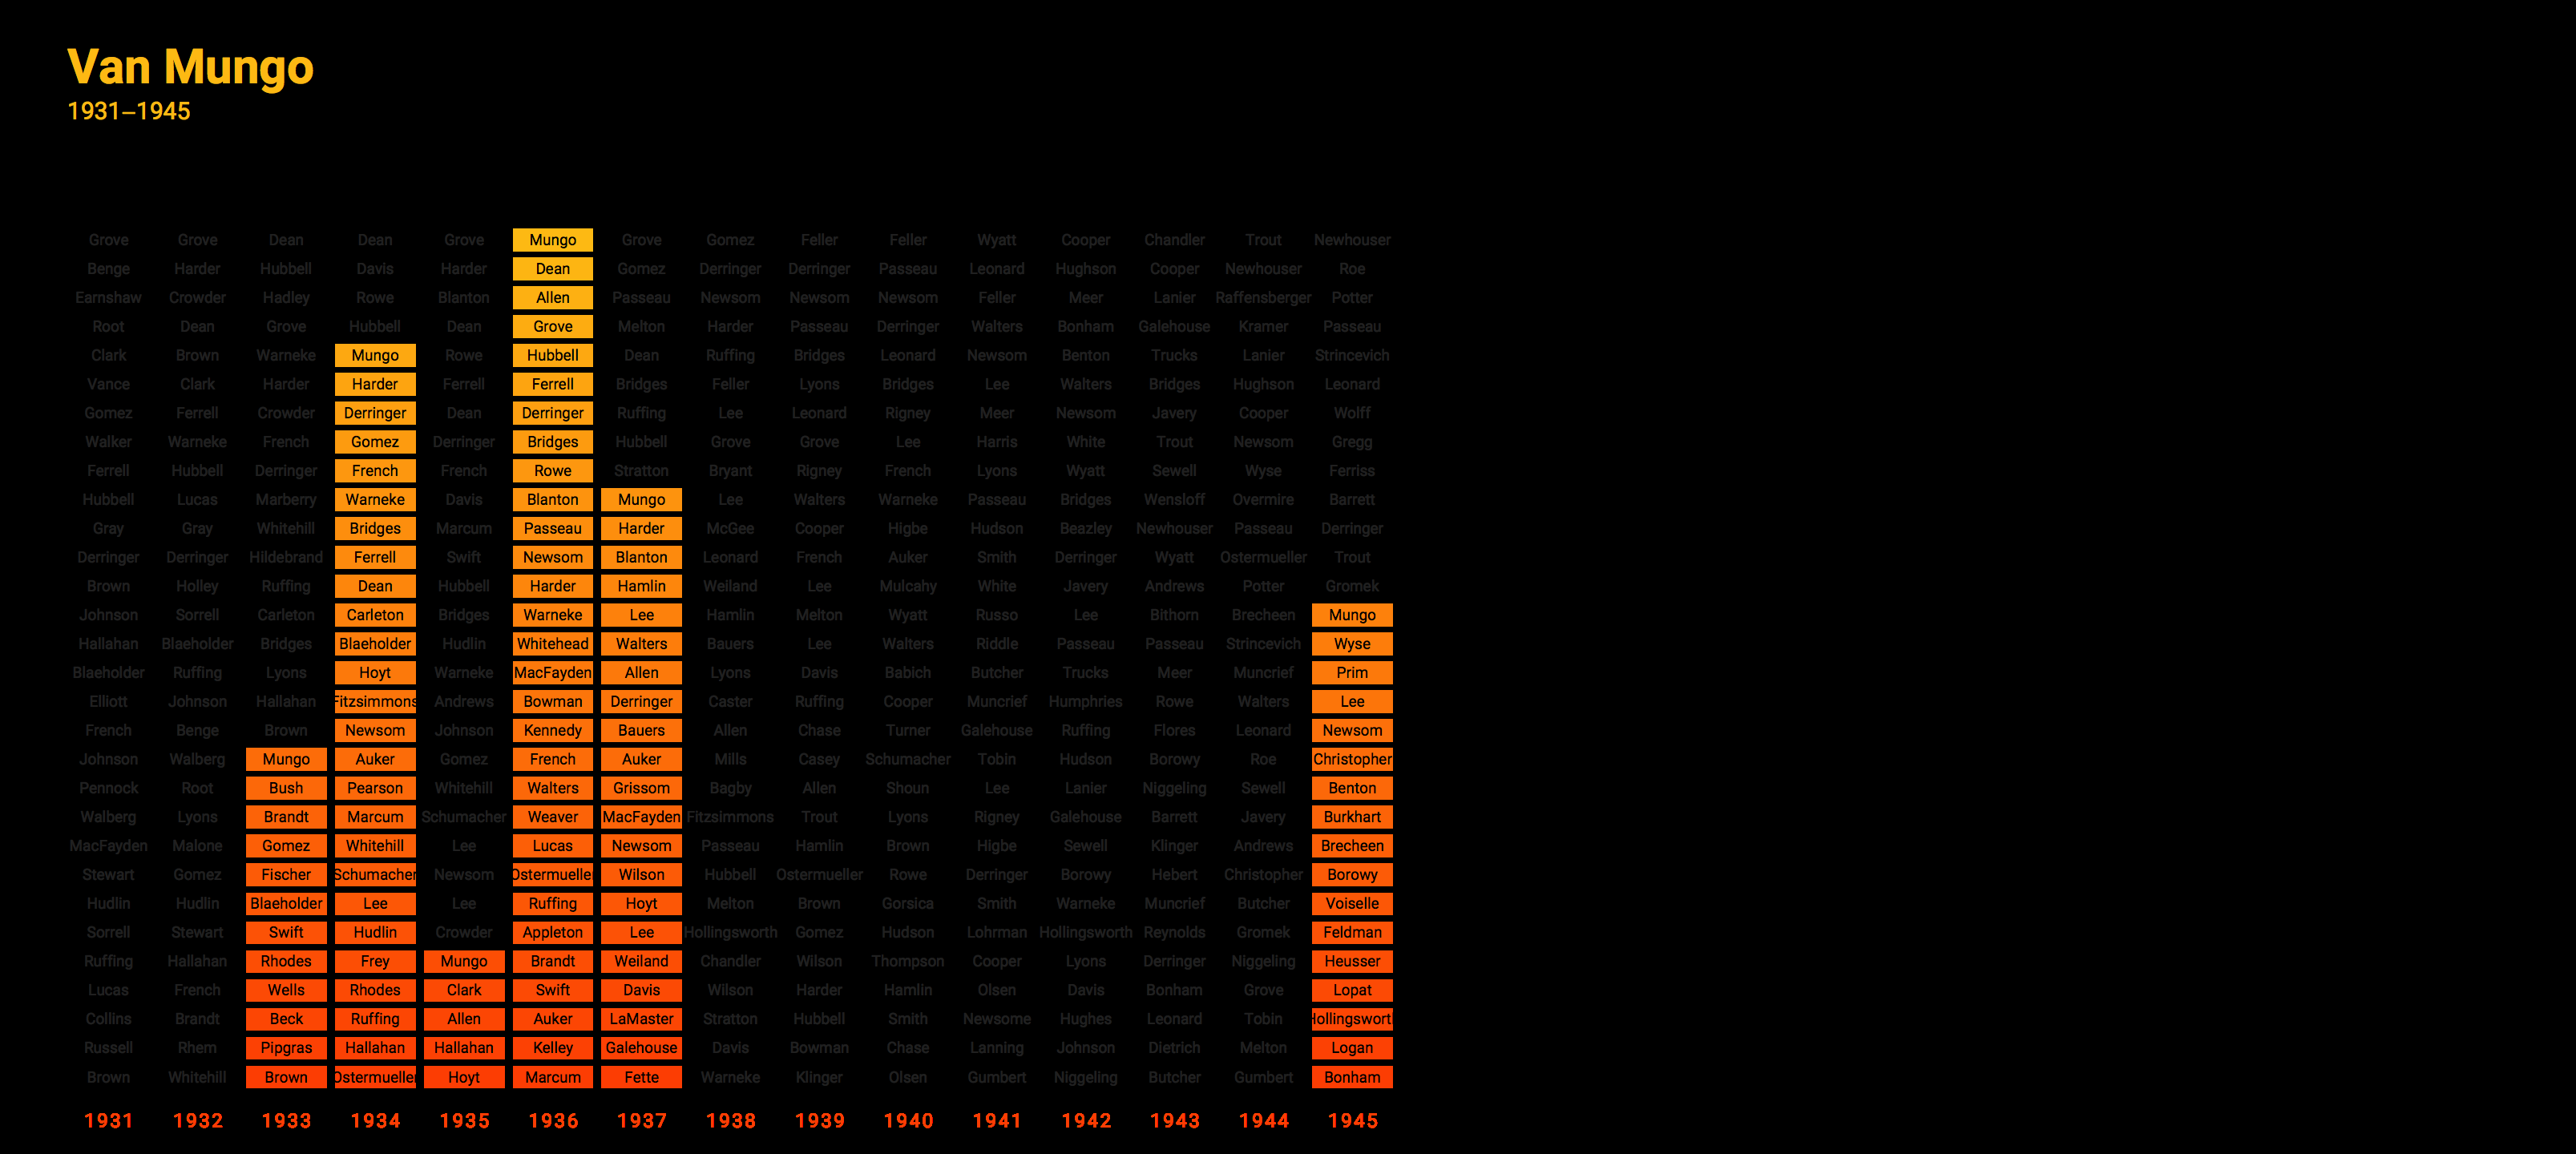 Van Mungo
1931–1945
Grove Grove Dean Dean Grove Mungo Grove Gomez Feller Feller Wyatt Cooper Chandler Trout Newhouser
Benge Harder Hubbell Davis Harder Dean Gomez Derringer Derringer Passeau Leonard Hughson Cooper Newhouser Roe
Earnshaw Crowder Hadley Rowe Blanton Allen Passeau Newsom Newsom Newsom Feller Meer Lanier Raffensberger Potter
Root Dean Grove Hubbell Dean Grove Melton Harder Passeau Derringer Walters Bonham Galehouse Kramer Passeau
Clark Brown Warneke Mungo Rowe Hubbell Dean Ruffing Bridges Leonard Newsom Benton Trucks Lanier Strincevich
Vance Clark Harder Harder Ferrell Ferrell Bridges Feller Lyons Bridges Lee Walters Bridges Hughson Leonard
Gomez Ferrell Crowder Derringer Dean Derringer Ruffing Lee Leonard Rigney Meer Newsom Javery Cooper Wolff
Walker Warneke French Gomez Derringer Bridges Hubbell Grove Grove Lee Harris White Trout Newsom Gregg
Ferrell Hubbell Derringer French French Rowe Stratton Bryant Rigney French Lyons Wyatt Sewell Wyse Ferriss
Hubbell Lucas Marberry Warneke Davis Blanton Mungo Lee Walters Warneke Passeau Bridges Wensloff Overmire Barrett
Gray Gray Whitehill Bridges Marcum Passeau Harder McGee Cooper Higbe Hudson Beazley Newhouser Passeau Derringer
Derringer Derringer Hildebrand Ferrell Swift Newsom Blanton Leonard French Auker Smith Derringer Wyatt Ostermueller Trout
Brown Holley Ruffing Dean Hubbell Harder Hamlin Weiland Lee Mulcahy White Javery Andrews Potter Gromek
Johnson Sorrell Carleton Carleton Bridges Warneke Lee Hamlin Melton Wyatt Russo Lee Bithorn Brecheen Mungo
Hallahan Blaeholder Bridges Blaeholder Hudlin Whitehead Walters Bauers Lee Walters Riddle Passeau Passeau Strincevich Wyse
Blaeholder Ruffing Lyons Hoyt Warneke MacFayden Allen Lyons Davis Babich Butcher Trucks Meer Muncrief Prim
Elliott Johnson Hallahan Fitzsimmons Andrews Bowman Derringer Caster Ruffing Cooper Muncrief Humphries Rowe Walters Lee
French Benge Brown Newsom Johnson Kennedy Bauers Allen Chase Turner Galehouse Ruffing Flores Leonard Newsom
Johnson Walberg Mungo Auker Gomez French Auker Mills Casey Schumacher Tobin Hudson Borowy Roe Christopher
Pennock Root Bush Pearson Whitehill Walters Grissom Bagby Allen Shoun Lee Lanier Niggeling Sewell Benton
Walberg Lyons Brandt Marcum Schumacher Weaver MacFayden Fitzsimmons Trout Lyons Rigney Galehouse Barrett Javery Burkhart
MacFayden Malone Gomez Whitehill Lee Lucas Newsom Passeau Hamlin Brown Higbe Sewell Klinger Andrews Brecheen
Stewart Gomez Fischer Schumacher Newsom Ostermueller Wilson Hubbell Ostermueller Rowe Derringer Borowy Hebert Christopher Borowy
Hudlin Hudlin Blaeholder Lee Lee Ruffing Hoyt Melton Brown Gorsica Smith Warneke Muncrief Butcher Voiselle
Sorrell Stewart Swift Hudlin Crowder Appleton Lee Hollingsworth Gomez Hudson Lohrman Hollingsworth Reynolds Gromek Feldman
Ruffing Hallahan Rhodes Frey Mungo Brandt Weiland Chandler Wilson Thompson Cooper Lyons Derringer Niggeling Heusser
Lucas French Wells Rhodes Clark Swift Davis Wilson Harder Hamlin Olsen Davis Bonham Grove Lopat
Collins Brandt Beck Ruffing Allen Auker LaMaster Stratton Hubbell Smith Newsome Hughes Leonard Tobin Hollingsworth
Russell Rhem Pipgras Hallahan Hallahan Kelley Galehouse Davis Bowman Chase Lanning Johnson Dietrich Melton Logan
Brown Whitehill Brown Ostermueller Hoyt Marcum Fette Warneke Klinger Olsen Gumbert Niggeling Butcher Gumbert Bonham
1931 1932 1933 1934 1935 1936 1937 1938 1939 1940 1941 1942 1943 1944 1945